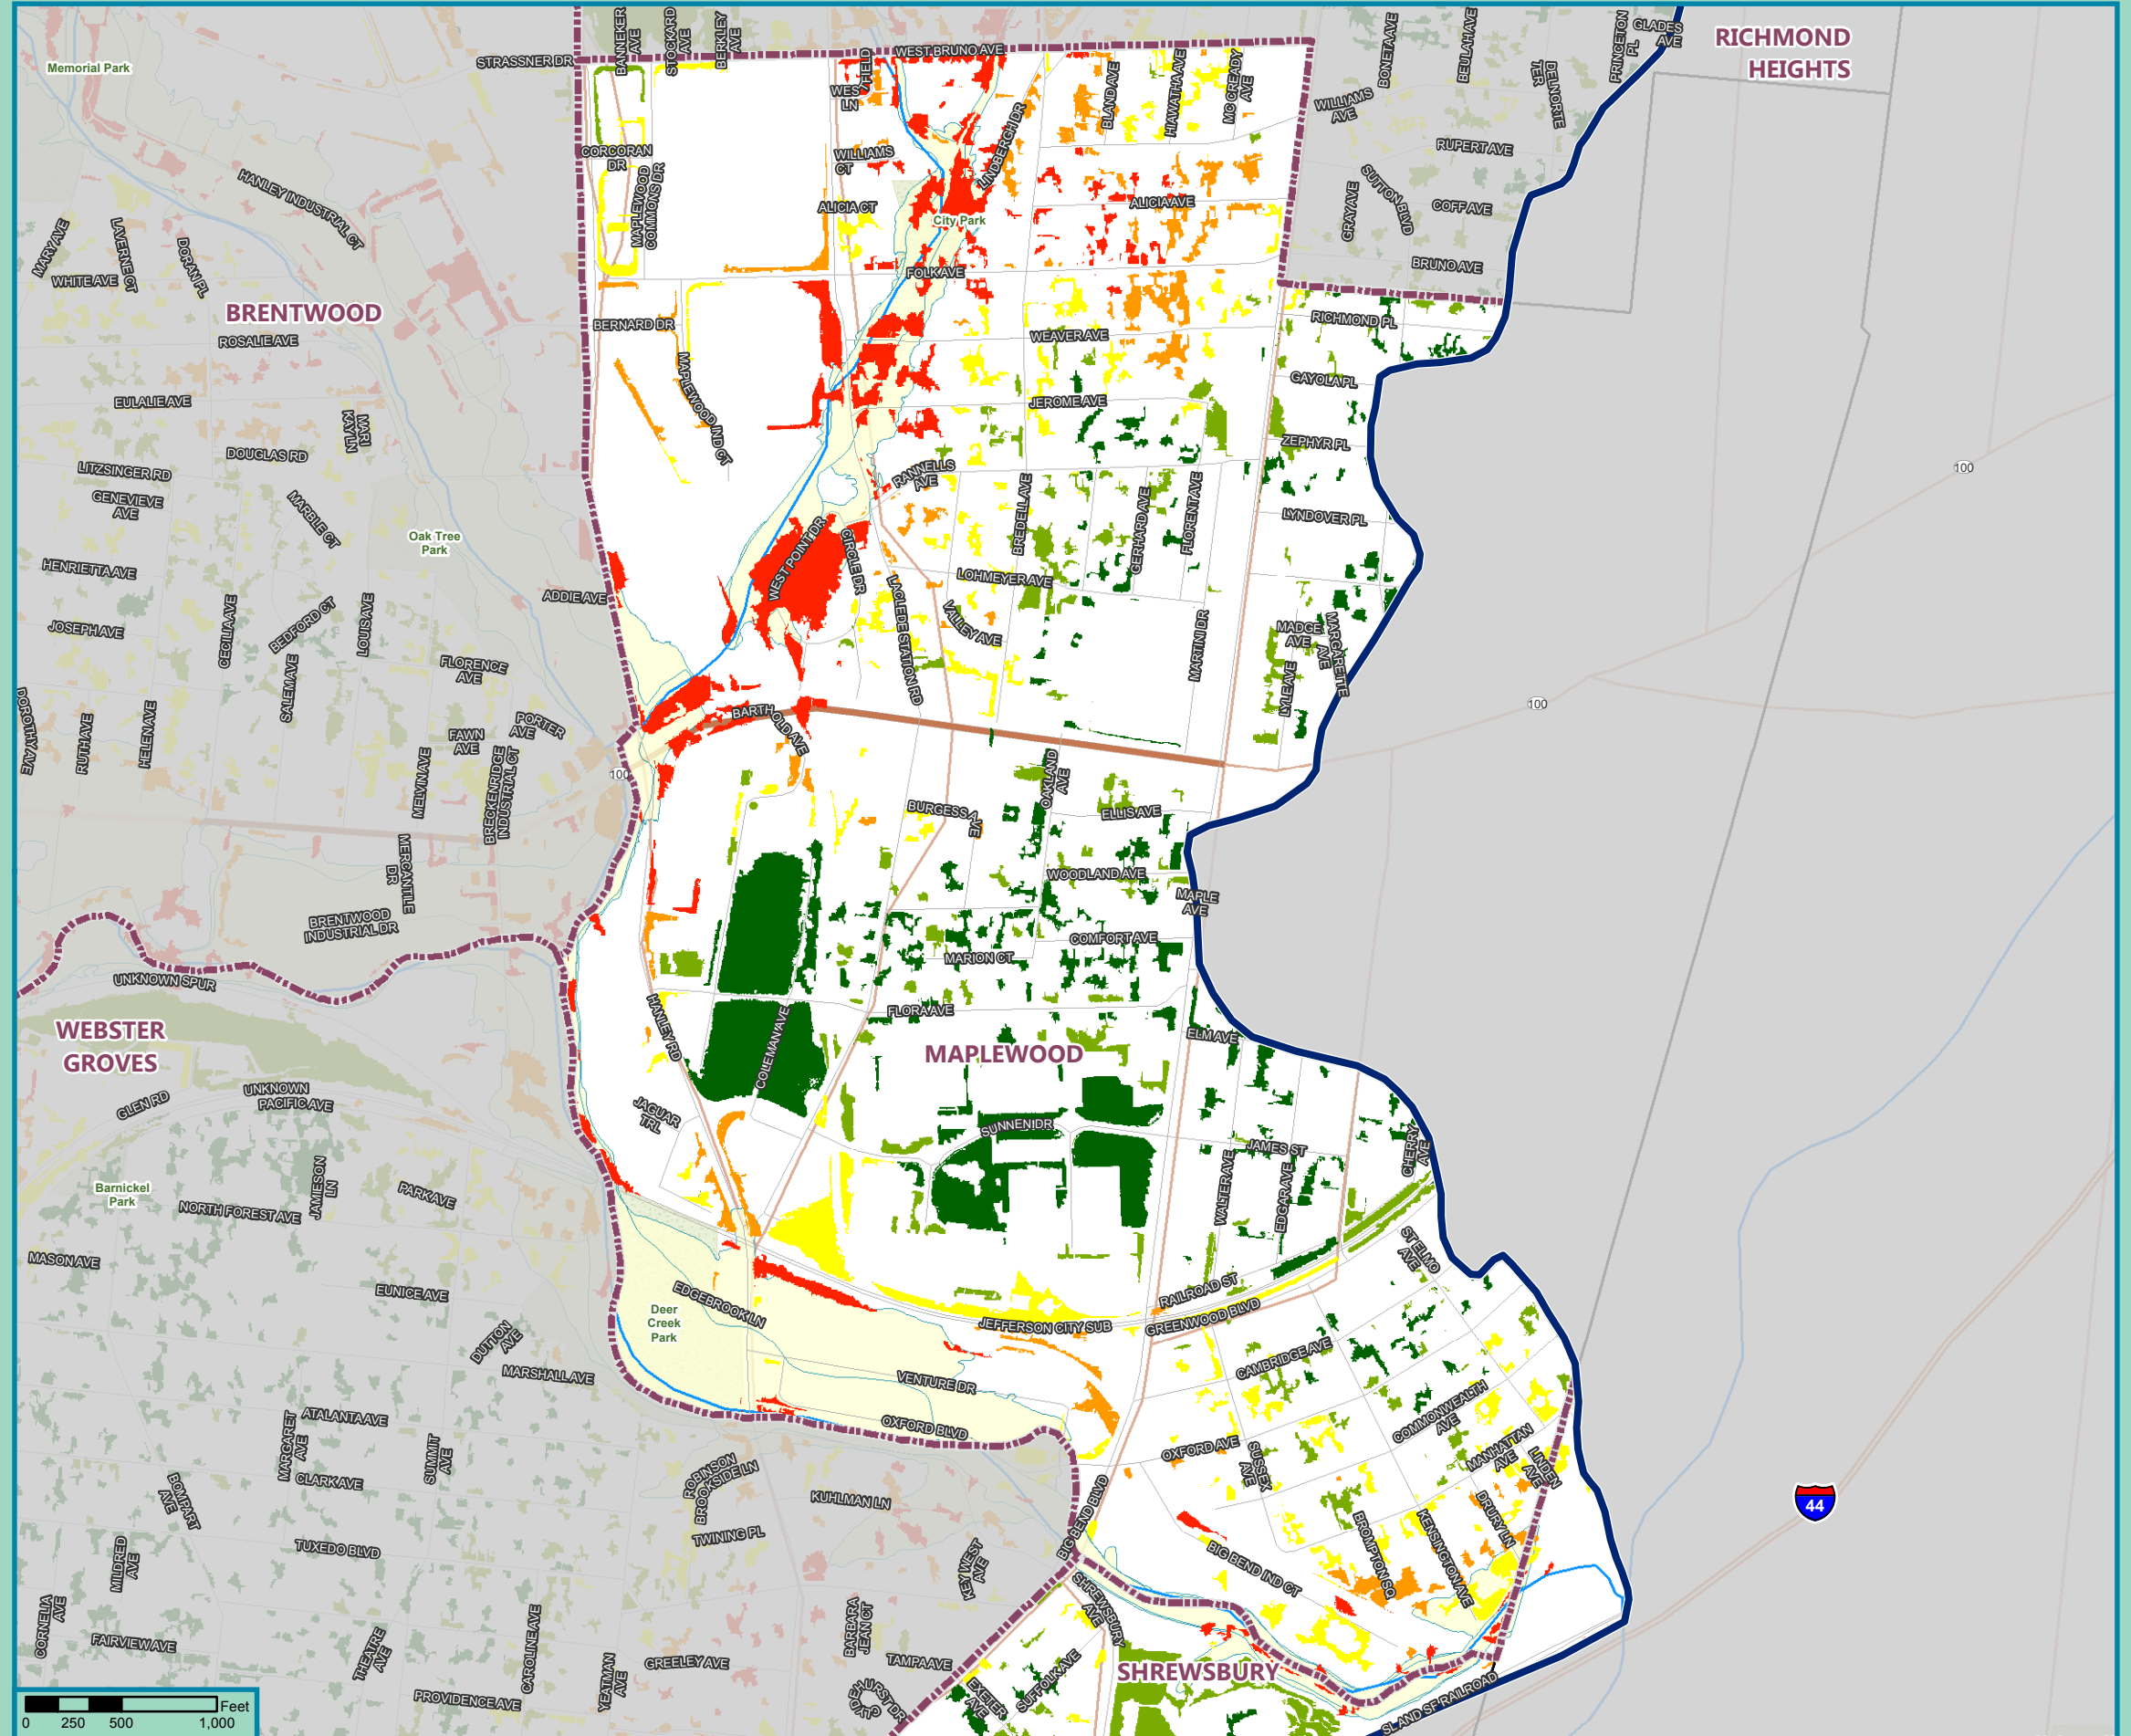 RICHMOND
HEIGHTS
BRENTWOOD
WEBSTER
GROVES
MAPLEWOOD
SHREWSBURY
Memorial Park
City Park
Oak Tree
Park
Barnickel
Park
Deer
Creek
Park
STRASSNER DR
BANNEKER
AVE
STOCKARD
AVE
BERKLEY
AVE
WEST BRUNO AVE
BLAND AVE
HIAWATHA AVE
MC CREADY
AVE
BONETA AVE
BEULAH AVE
DEL NORTE
TER
PRINCETON
PL
GLADES
AVE
WILLIAMS
AVE
RUPERT AVE
SUTTON BLVD
GRAY AVE
COFF AVE
BRUNO AVE
CORCORAN
DR
MAPLEWOOD
COMMONS DR
WILLIAMS
CT
LINDBERGH DR
ALICIA CT
ALICIA AVE
FOLK AVE
HANLEY INDUSTRIAL CT
MARY AVE
LAVERNE CT
DORAN PL
WHITE AVE
ROSALIE AVE
BERNARD DR
MAPLEWOOD IND CT
WEAVER AVE
RICHMOND PL
GAYOLA PL
JEROME AVE
ZEPHYR PL
EULALIE AVE
MARI
KAYLN
DOUGLAS RD
LITZSINGER RD
GENEVIEVE
AVE
MARBLE CT
RANNELLS
AVE
BREDELL AVE
GERHARD AVE
FLORENT AVE
LYNDOVER PL
HENRIETTA AVE
ADDIE AVE
WEST POINT DR
CIRCLE DR
LOHMEYER AVE
LACLEDE STATION RD
VALLEY AVE
MARTINI DR
MADGE
AVE
MARGARETTE
AVE
LYLE AVE
JOSEPH AVE
CECILIA AVE
BEDFORD CT
LOUIS AVE
SALEM AVE
FLORENCE
AVE
DOROTHY AVE
RUTH AVE
HELEN AVE
FAWN
AVE
PORTER
AVE
MELVIN AVE
BRECKENRIDGE
INDUSTRIAL CT
BARTHOLD AVE
100
100
100
BURGESS AVE
OAKLAND
AVE
ELLIS AVE
WOODLAND AVE
MAPLE
AVE
MERCANTILE
DR
BRENTWOOD
INDUSTRIAL DR
COMFORT AVE
MARION CT
UNKNOWN SPUR
HANLEY RD
COLEMAN AVE
FLORA AVE
ELM AVE
GLEN RD
UNKNOWN
PACIFIC AVE
JAGUAR
TRL
SUNNEN DR
JAMES ST
CHERRY
AVE
JAMIESON
LN
PARK AVE
NORTH FOREST AVE
WALTER AVE
EDGAR AVE
MASON AVE
EUNICE AVE
EDGEBROOK LN
ST ELMO
AVE
RAILROAD ST
GREENWOOD BLVD
JEFFERSON CITY SUB
DUTTON
AVE
MARSHALL AVE
VENTURE DR
CAMBRIDGE AVE
ATALANTA AVE
MARGARET
AVE
SUMMIT
AVE
OXFORD BLVD
OXFORD AVE
SUSSEX
AVE
COMMONWEALTH
AVE
MANHATTAN
AVE
LINDEN
AVE
CLARK AVE
BOMPART
AVE
ROBINSON
BROOKSIDE LN
KUHLMAN LN
TWINING PL
BIG BEND BLVD
DRURY LN
44
TUXEDO BLVD
MILDRED
AVE
KEY WEST
AVE
BIG BEND IND CT
BROMPTON SQ
KENSINGTON AVE
CORNELIA
AVE
FAIRVIEW AVE
THEATRE
AVE
CAROLINE AVE
YEATMAN
AVE
BARBARA
JEAN CT
SHREWSBURY
AVE
GREELEY AVE
TAMPA AVE
EXETER
AVE
SUFFOLK AVE
PROVIDENCE AVE
SL AND SF RAILROAD
Feet
0 250 500 1,000